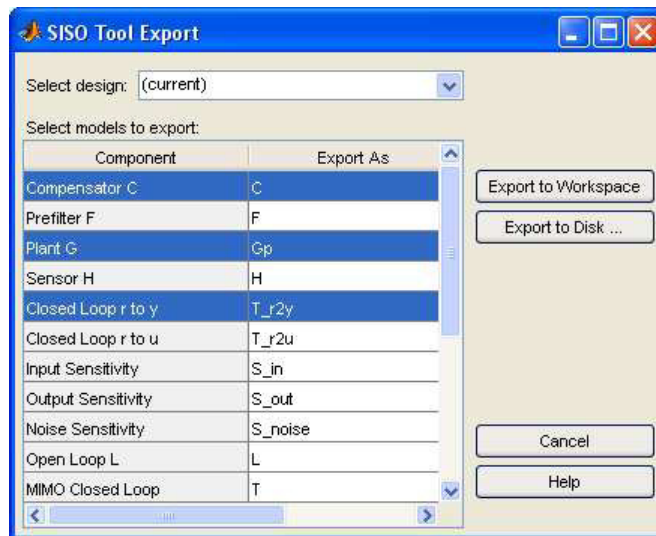 SISO Tool Export
Select design: (current)
Select models to export:
Component Export As
Compensator C C
Export to Workspace
Prefilter F F
Export to Disk ...
Plant G Gp
Sensor H H
Closed Loop r to y T_r2y
Closed Loop r to u T_r2u
Input Sensitivity S_in
Output Sensitivity S_out
Noise Sensitivity S_noise
Cancel
Open Loop L L
Help
MIMO Closed Loop T